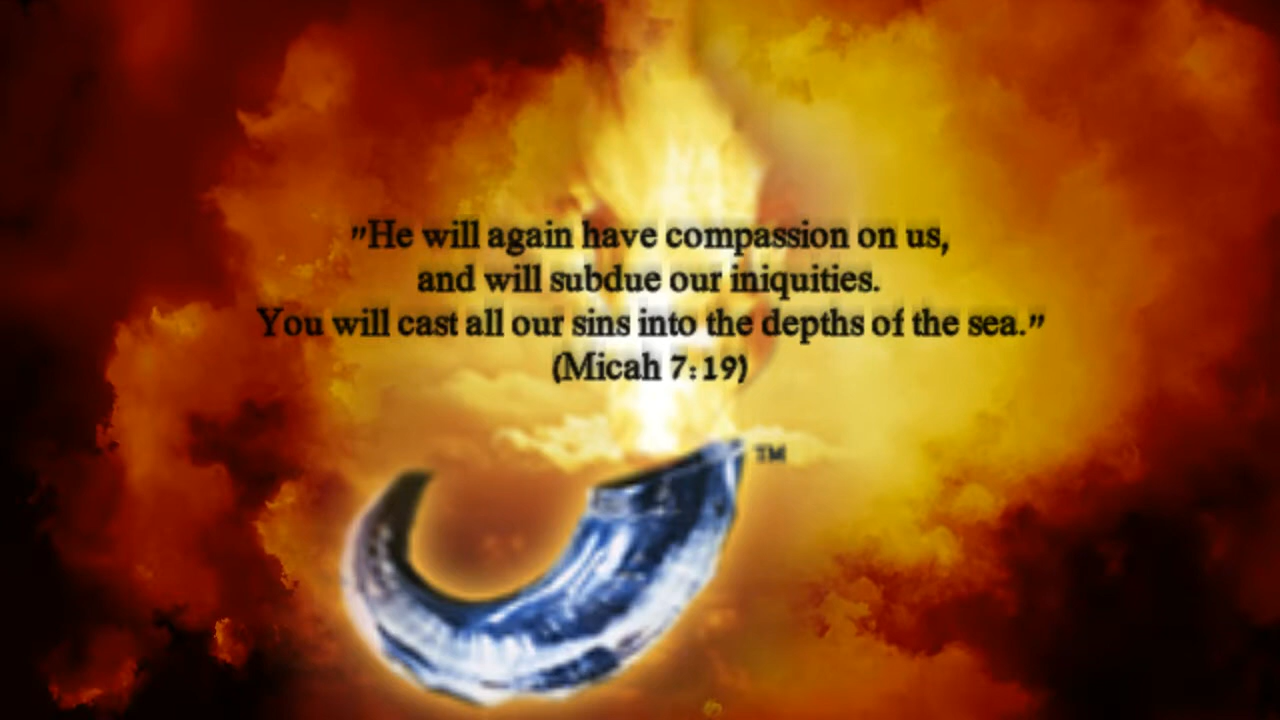 "He will again have compassion on us,
and will subdue our iniquities.
You will cast all our sins into the depths of the sea."
(Micah 7:19)
TM